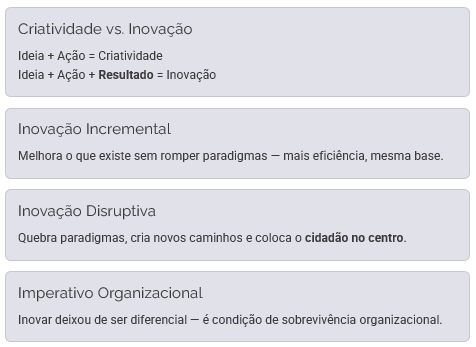 Criatividade vs. Inovação
Ideia + Ação = Criatividade
Ideia + Ação + Resultado = Inovação
Inovação Incremental
Melhora o que existe sem romper paradigmas — mais eficiência, mesma base.
Inovação Disruptiva
Quebra paradigmas, cria novos caminhos e coloca o cidadão no centro.
Imperativo Organizacional
Inovar deixou de ser diferencial — é condição de sobrevivência organizacional.